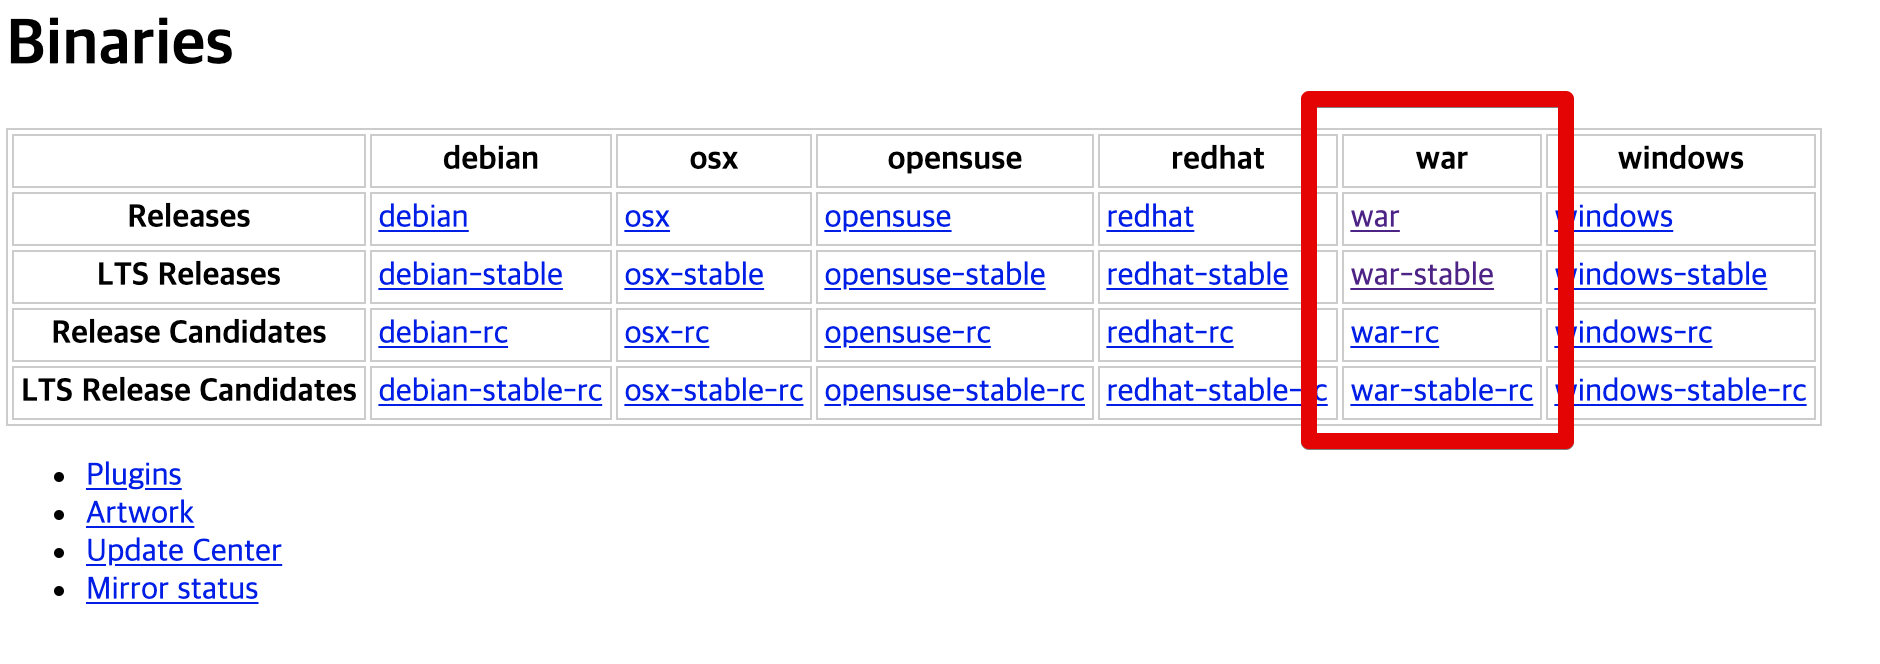 Binaries
debian osx opensuse redhat war windows
Releases debian osx opensuse redhat war windows
LTS Releases debian-stable osx-stable opensuse-stable redhat-stable war-stable windows-stable
Release Candidates debian-rc osx-rc opensuse-rc redhat-rc war-rc windows-rc
LTS Release Candidates debian-stable-rc osx-stable-rc opensuse-stable-rc redhat-stable-rc war-stable-rc windows-stable-rc
Plugins
Artwork
Update Center
Mirror status